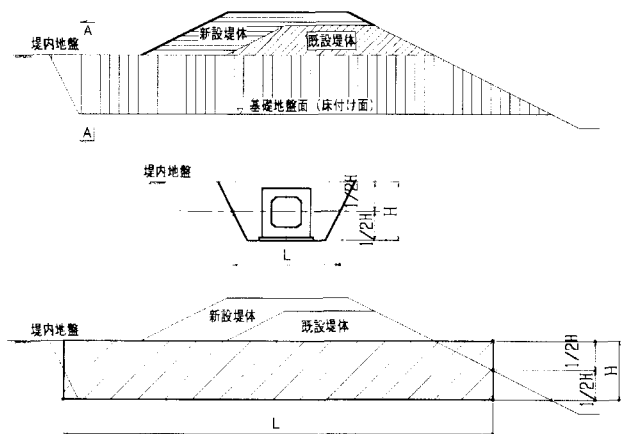 A
新設堤体
既設堤体
堤内地盤
基礎地盤面(床付け面)
A
堤内地盤
1/2H
H
1/2H
L
新設堤体
既設堤体
堤内地盤
1/2H
H
1/2H
L